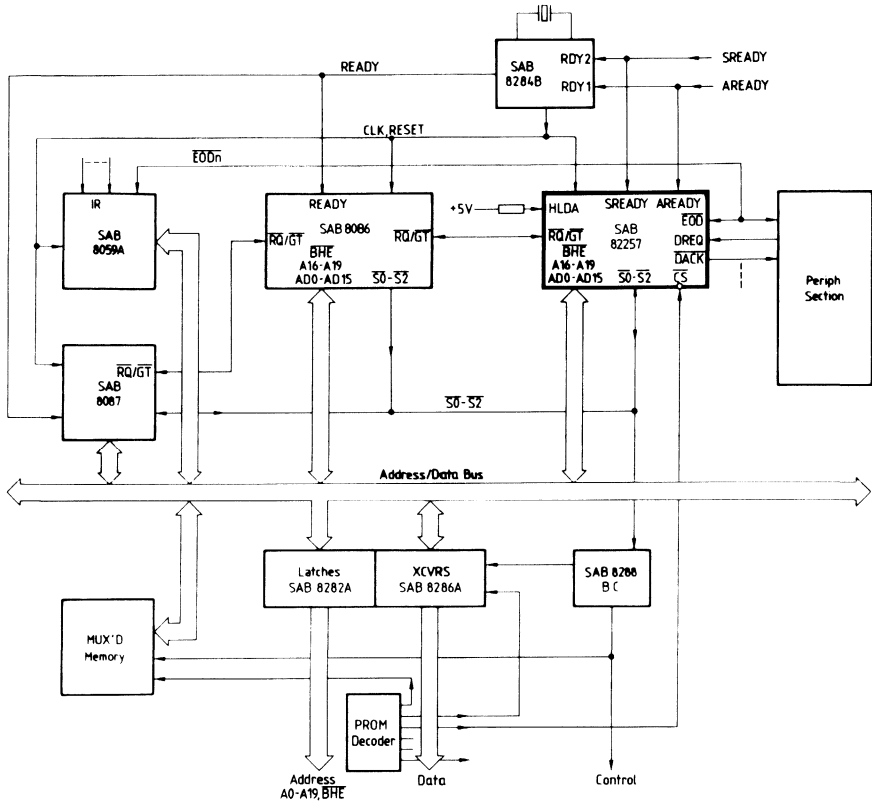 SAB
8284B
RDY2
RDY1
SREADY
AREADY
READY
CLK,RESET
EODn
IR
SAB
8059A
READY
SAB 8086
RQ/GT
RQ/GT
BHE
A16-A19
AD0-AD15
S0-S2
+5V
HLDA
SREADY
AREADY
SAB
82257
RQ/GT
BHE
A16-A19
AD0-AD15
S0-S2
EOD
DREQ
DACK
CS
Periph
Section
SAB
8087
RQ/GT
S0-S2
Address/Data Bus
Latches
SAB 8282A
XCVRS
SAB 8286A
SAB 8288
BC
MUX'D
Memory
PROM
Decoder
Address
A0-A19,BHE
Data
Control